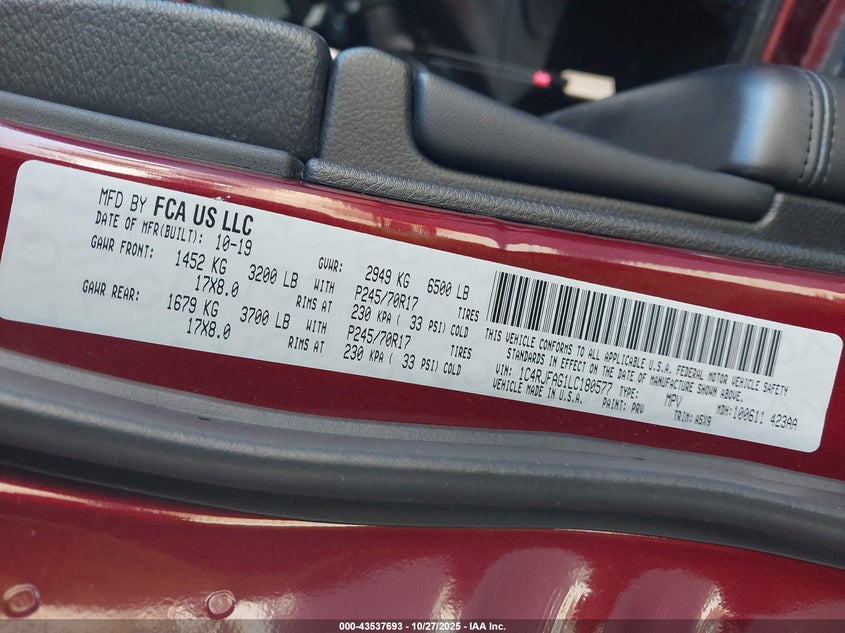 MFD BY FCA US LLC
DATE OF MFR(BUILT): 10-19 GVWR: 2949 KG 6500 LB
GAWR FRONT: 1452 KG 3200 LB WITH P245/70R17 TIRES
17X8.0 RIMS AT 230 KPA ( 33 PSI) COLD
GAWR REAR: 1679 KG 3700 LB WITH P245/70R17 TIRES
17X8.0 RIMS AT 230 KPA ( 33 PSI) COLD
THIS VEHICLE CONFORMS TO ALL APPLICABLE U.S.A. FEDERAL MOTOR VEHICLE SAFETY
STANDARDS IN EFFECT ON THE DATE OF MANUFACTURE SHOWN ABOVE.
VIN: 1C4RJFAG1LC180577 TYPE: MPV MDH:100611 423AA
VEHICLE MADE IN U.S.A. PAINT: PRV TRIM: A5X9
000-43537693 - 10/27/2025 - IAA Inc.